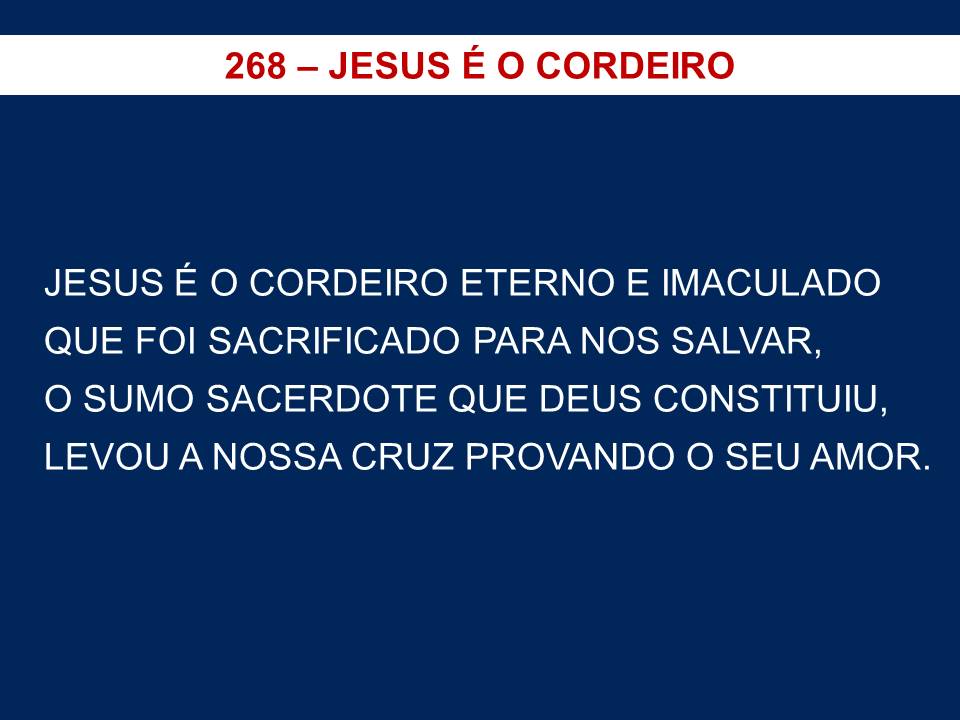 268 – JESUS É O CORDEIRO
JESUS É O CORDEIRO ETERNO E IMACULADO
QUE FOI SACRIFICADO PARA NOS SALVAR,
O SUMO SACERDOTE QUE DEUS CONSTITUIU,
LEVOU A NOSSA CRUZ PROVANDO O SEU AMOR.